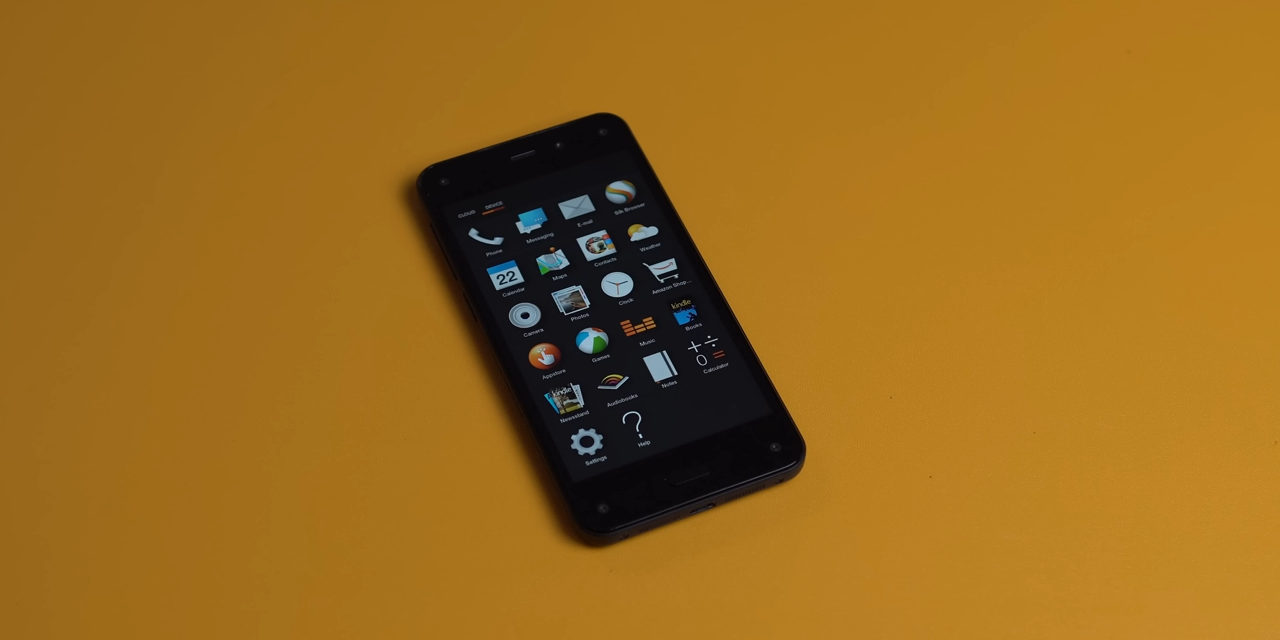 CLOUD DEVICE
Phone Messaging E-mail Silk Browser
22
Calendar Maps Contacts Weather
Camera Photos Clock Amazon Shop...
kindle
Appstore Games Music Books
kindle
Newsstand Audiobooks Notes Calculator
Settings Help